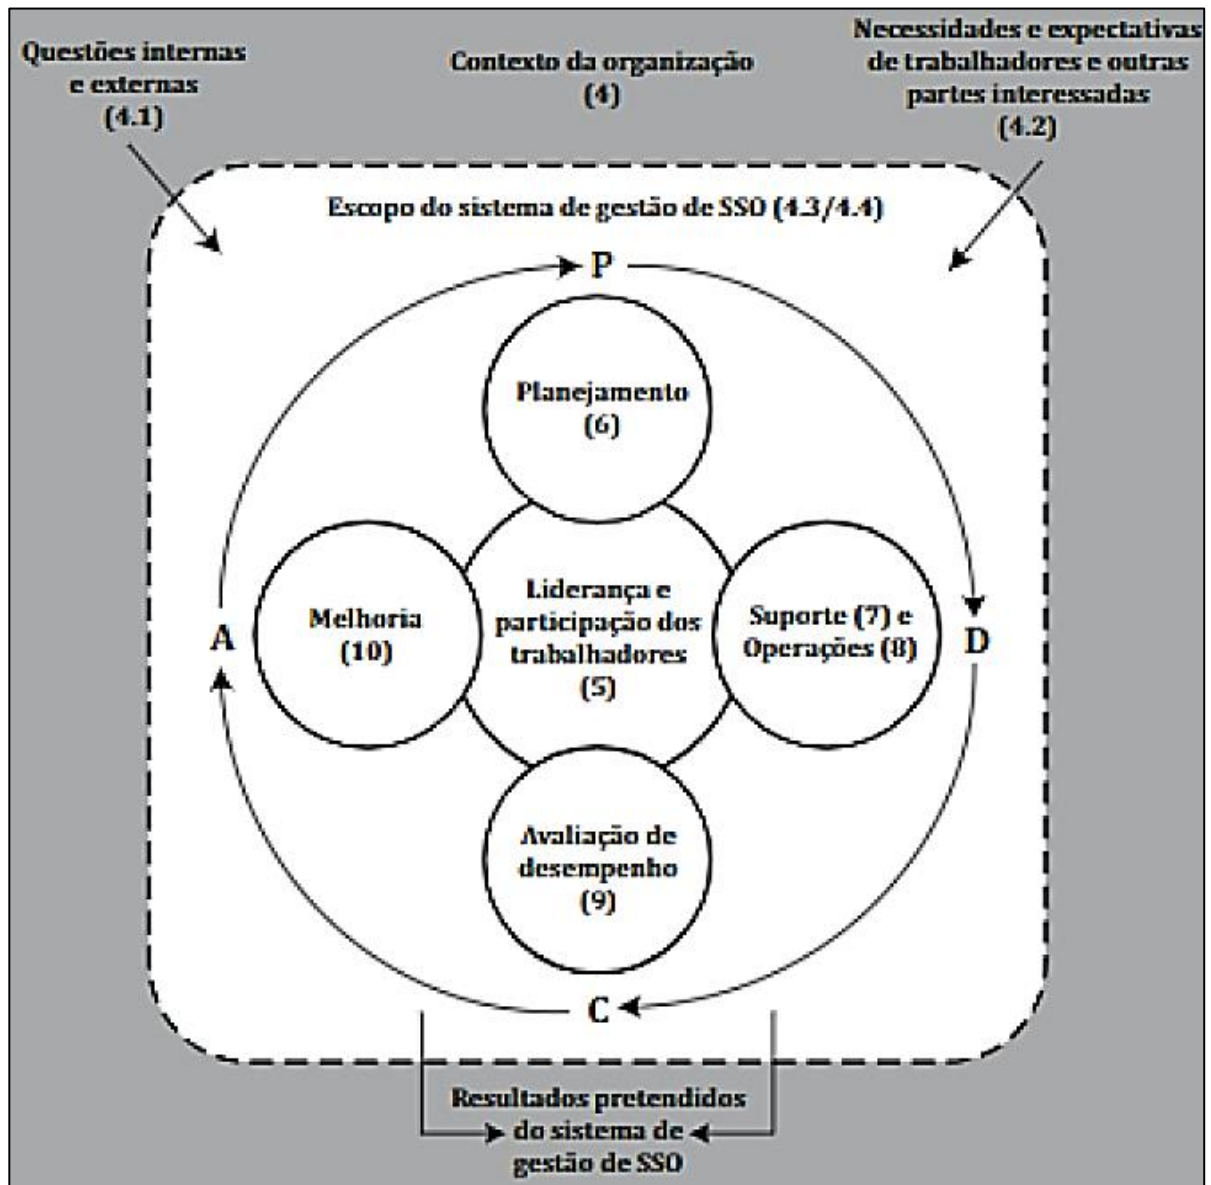 Questões internas
e externas
(4.1)
Contexto da organização
(4)
Necessidades e expectativas
de trabalhadores e outras
partes interessadas
(4.2)
Escopo do sistema de gestão de SSO (4.3/4.4)
P
Planejamento
(6)
A
Melhoria
(10)
Liderança e
participação dos
trabalhadores
(5)
Suporte (7) e
Operações (8)
D
Avaliação de
desempenho
(9)
C
Resultados pretendidos
do sistema de
gestão de SSO